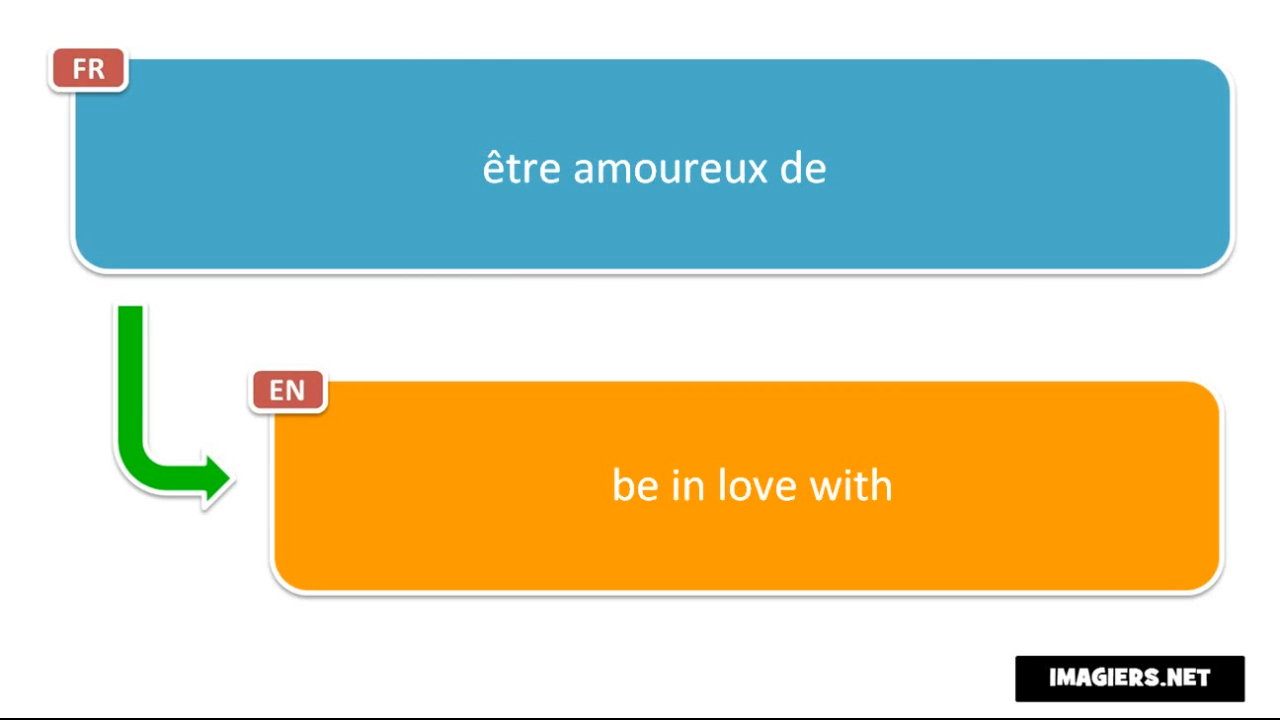 FR
être amoureux de
EN
be in love with
IMAGIERS.NET